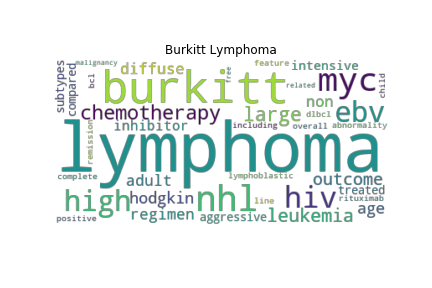 Burkitt Lymphoma
malignancy
subtypes
compared
bcl
diffuse
feature
intensive
free
burkitt
related
myc
child
chemotherapy
large
non
dlbcl
ebv
inhibitor
including
overall
abnormality
remission
lymphoma
complete
adult
lymphoblastic
outcome
high
hodgkin
nhl
line
hiv
treated
rituximab
age
positive
regimen
aggressive
leukemia